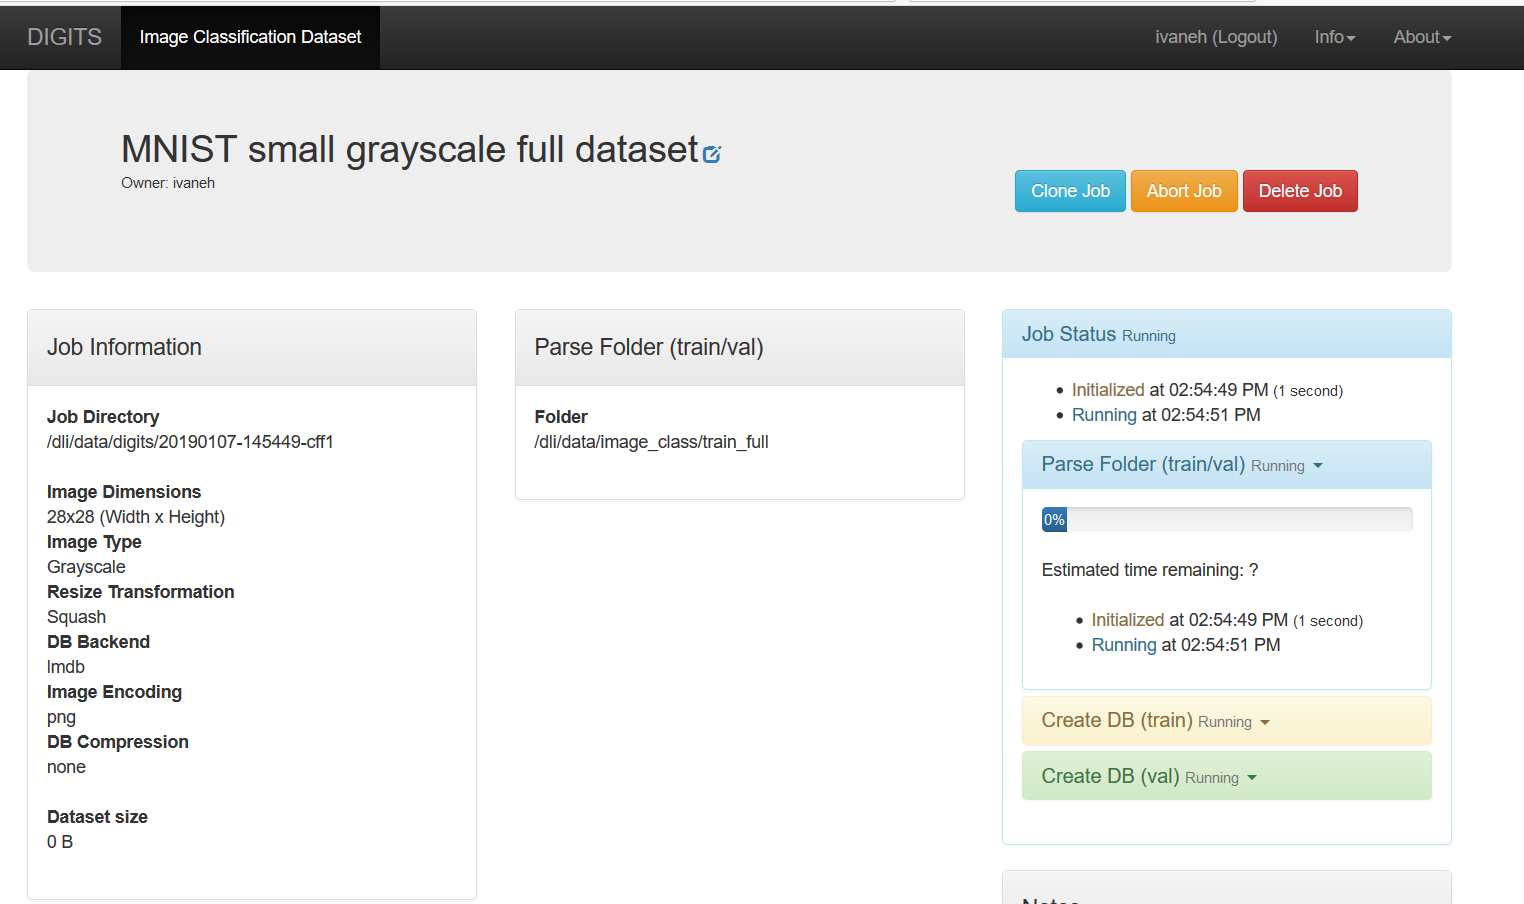 DIGITS
Image Classification Dataset
ivaneh (Logout)
Info
About
MNIST small grayscale full dataset
Owner: ivaneh
Clone Job
Abort Job
Delete Job
Job Information
Job Directory
/dli/data/digits/20190107-145449-cff1
Image Dimensions
28x28 (Width x Height)
Image Type
Grayscale
Resize Transformation
Squash
DB Backend
lmdb
Image Encoding
png
DB Compression
none
Dataset size
0 B
Parse Folder (train/val)
Folder
/dli/data/image_class/train_full
Job Status Running
Initialized at 02:54:49 PM (1 second)
Running at 02:54:51 PM
Parse Folder (train/val) Running
0%
Estimated time remaining: ?
Initialized at 02:54:49 PM (1 second)
Running at 02:54:51 PM
Create DB (train) Running
Create DB (val) Running
Notes